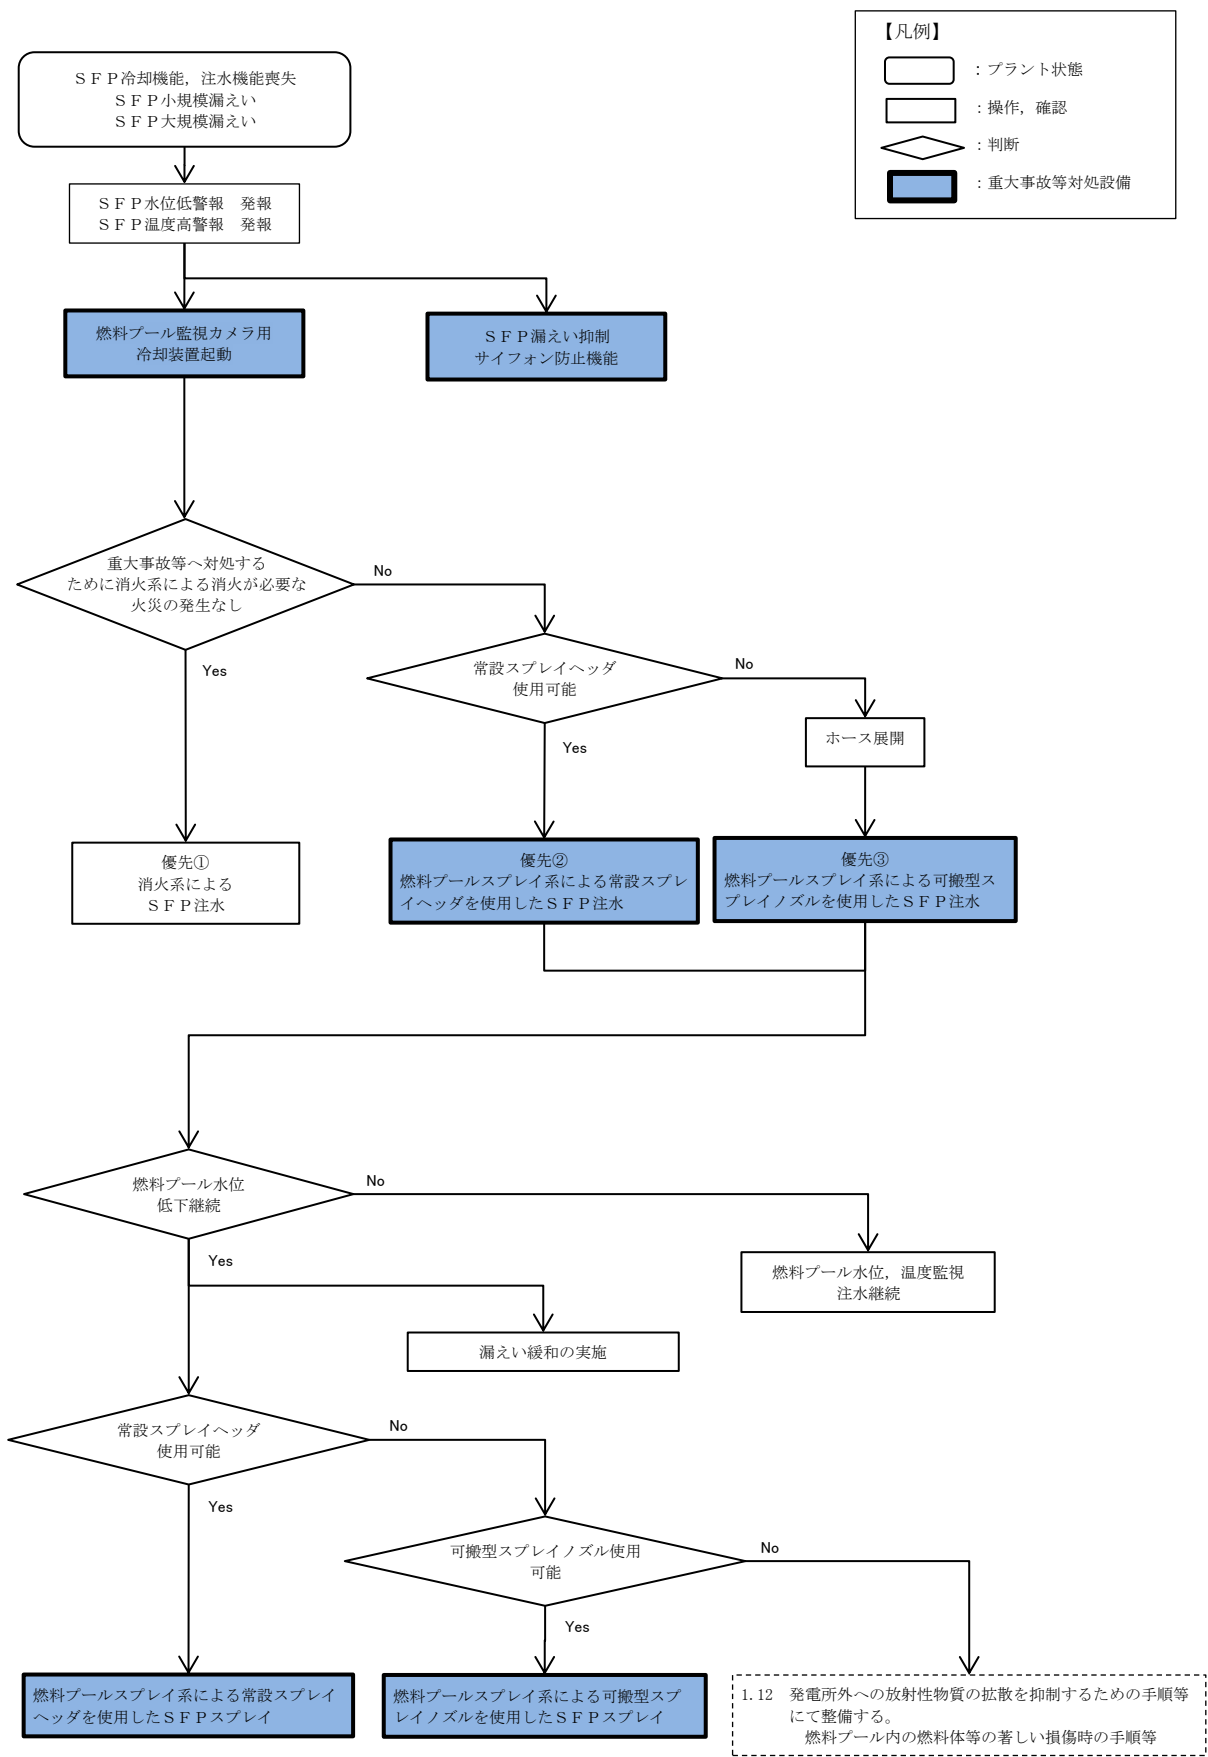 【凡例】
：プラント状態
：操作，確認
：判断
：重大事故等対処設備
ＳＦＰ冷却機能，注水機能喪失
ＳＦＰ小規模漏えい
ＳＦＰ大規模漏えい
ＳＦＰ水位低警報　発報
ＳＦＰ温度高警報　発報
燃料プール監視カメラ用
冷却装置起動
ＳＦＰ漏えい抑制
サイフォン防止機能
重大事故等へ対処する
ために消火系による消火が必要な
火災の発生なし
No
Yes
常設スプレイヘッダ
使用可能
No
Yes
ホース展開
優先①
消火系による
ＳＦＰ注水
優先②
燃料プールスプレイ系による常設スプレ
イヘッダを使用したＳＦＰ注水
優先③
燃料プールスプレイ系による可搬型ス
プレイノズルを使用したＳＦＰ注水
燃料プール水位
低下継続
No
Yes
燃料プール水位，温度監視
注水継続
漏えい緩和の実施
常設スプレイヘッダ
使用可能
No
Yes
可搬型スプレイノズル使用
可能
No
Yes
燃料プールスプレイ系による常設スプレイ
ヘッダを使用したＳＦＰスプレイ
燃料プールスプレイ系による可搬型スプ
レイノズルを使用したＳＦＰスプレイ
1.12　発電所外への放射性物質の拡散を抑制するための手順等
にて整備する。
燃料プール内の燃料体等の著しい損傷時の手順等